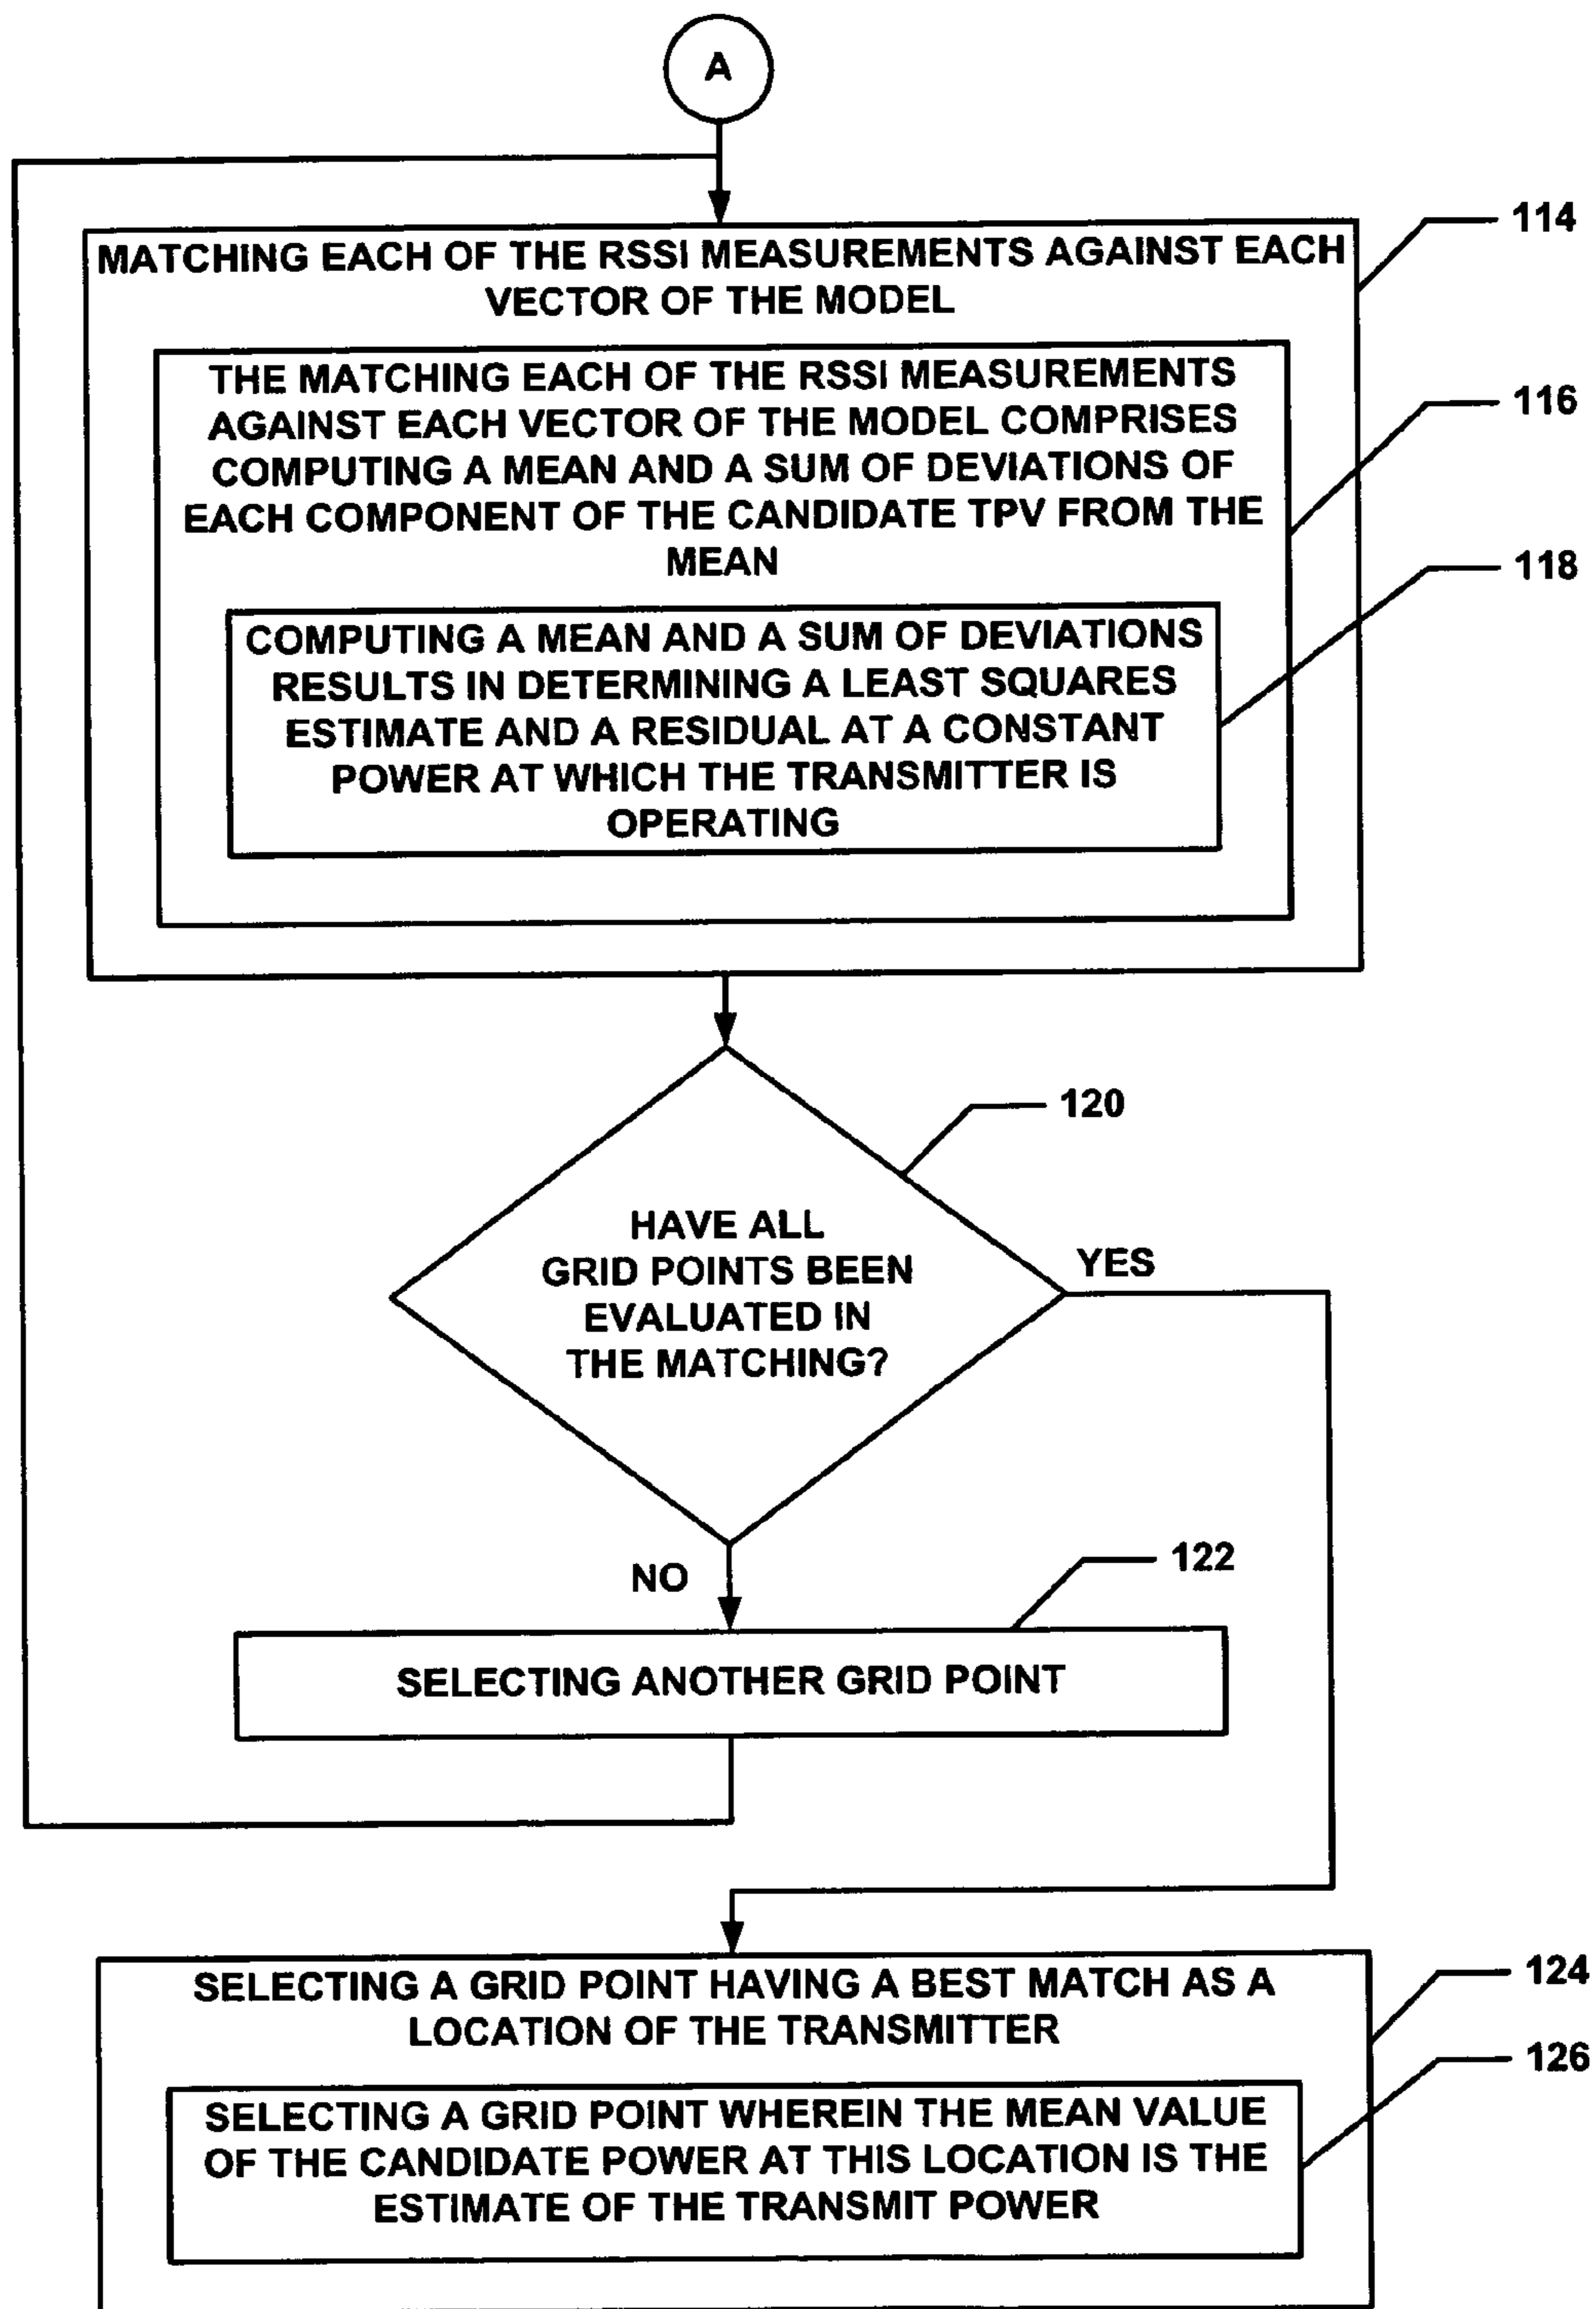 A
MATCHING EACH OF THE RSSI MEASUREMENTS AGAINST EACH
VECTOR OF THE MODEL
114
THE MATCHING EACH OF THE RSSI MEASUREMENTS
AGAINST EACH VECTOR OF THE MODEL COMPRISES
COMPUTING A MEAN AND A SUM OF DEVIATIONS OF
EACH COMPONENT OF THE CANDIDATE TPV FROM THE
MEAN
116
COMPUTING A MEAN AND A SUM OF DEVIATIONS
RESULTS IN DETERMINING A LEAST SQUARES
ESTIMATE AND A RESIDUAL AT A CONSTANT
POWER AT WHICH THE TRANSMITTER IS
OPERATING
118
HAVE ALL
GRID POINTS BEEN
EVALUATED IN
THE MATCHING?
120
YES
NO
122
SELECTING ANOTHER GRID POINT
SELECTING A GRID POINT HAVING A BEST MATCH AS A
LOCATION OF THE TRANSMITTER
124
SELECTING A GRID POINT WHEREIN THE MEAN VALUE
OF THE CANDIDATE POWER AT THIS LOCATION IS THE
ESTIMATE OF THE TRANSMIT POWER
126